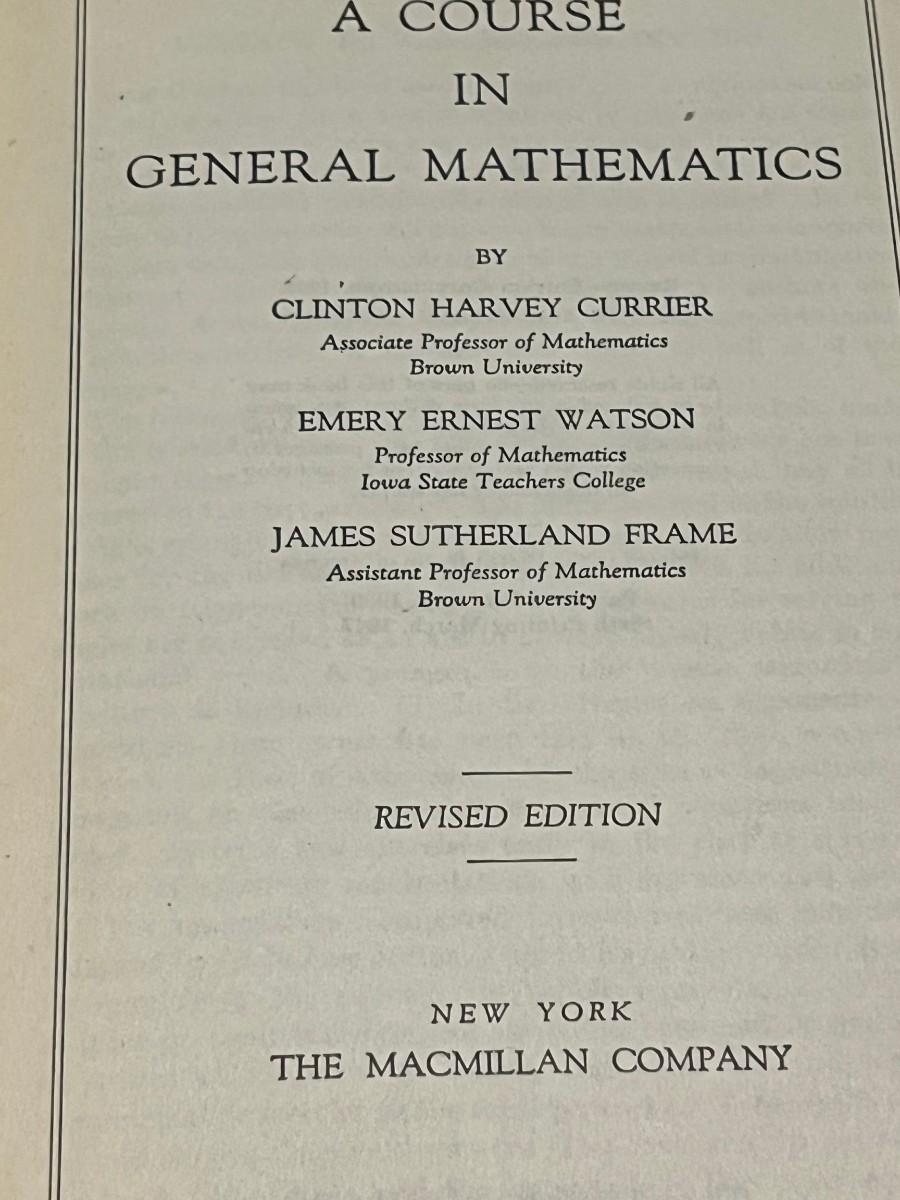 A COURSE
IN
GENERAL MATHEMATICS
BY
CLINTON HARVEY CURRIER
Associate Professor of Mathematics
Brown University
EMERY ERNEST WATSON
Professor of Mathematics
Iowa State Teachers College
JAMES SUTHERLAND FRAME
Assistant Professor of Mathematics
Brown University
REVISED EDITION
NEW YORK
THE MACMILLAN COMPANY